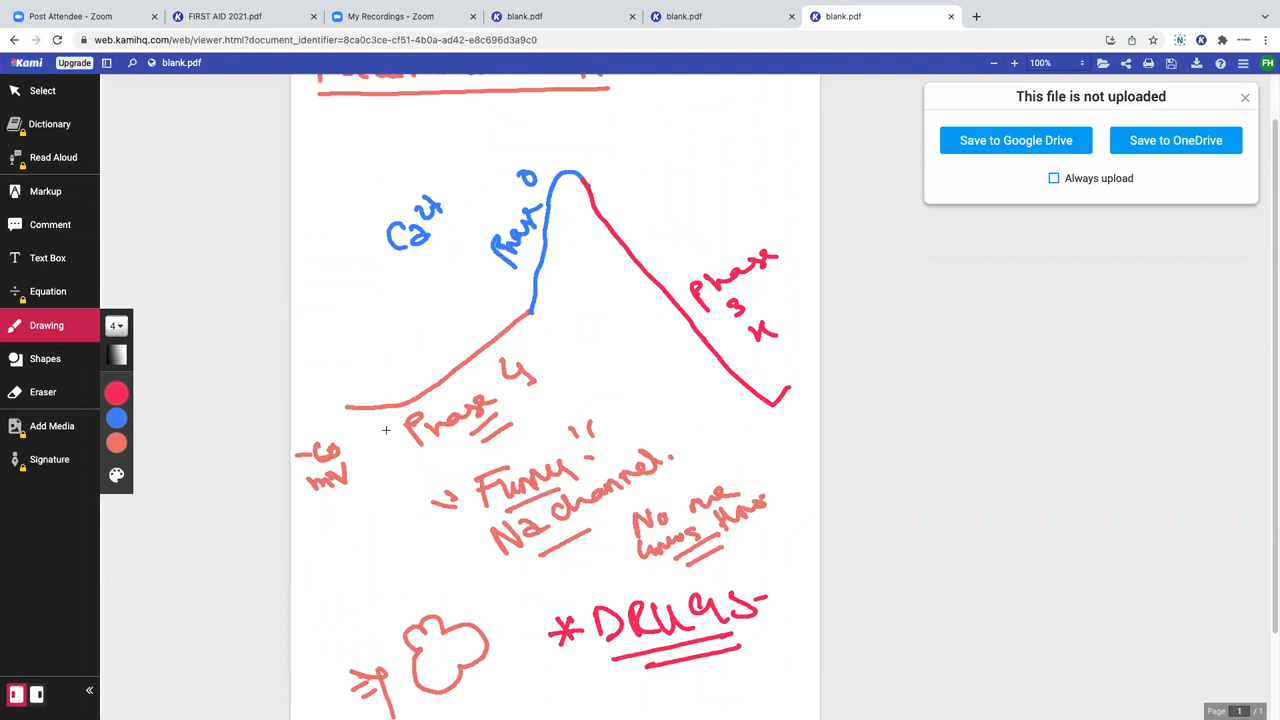 Post Attendee - Zoom
FIRST AID 2021.pdf
My Recordings - Zoom
blank.pdf
blank.pdf
blank.pdf
web.kamihq.com/web/viewer.html?document_identifier=8ca0c3ce-cf51-4b0a-ad42-e8c696d3a9c0
Kami
Upgrade
blank.pdf
100%
FH
Select
Dictionary
Read Aloud
Markup
Comment
Text Box
Equation
Drawing
Shapes
Eraser
Add Media
Signature
4
This file is not uploaded
Save to Google Drive
Save to OneDrive
Always upload
Ca2+
Phase 0
Phase
3
K
Phase 4
-60
mV
"Funny"
Na channel.
No one
knows
*DRUGS
Page 1 / 1